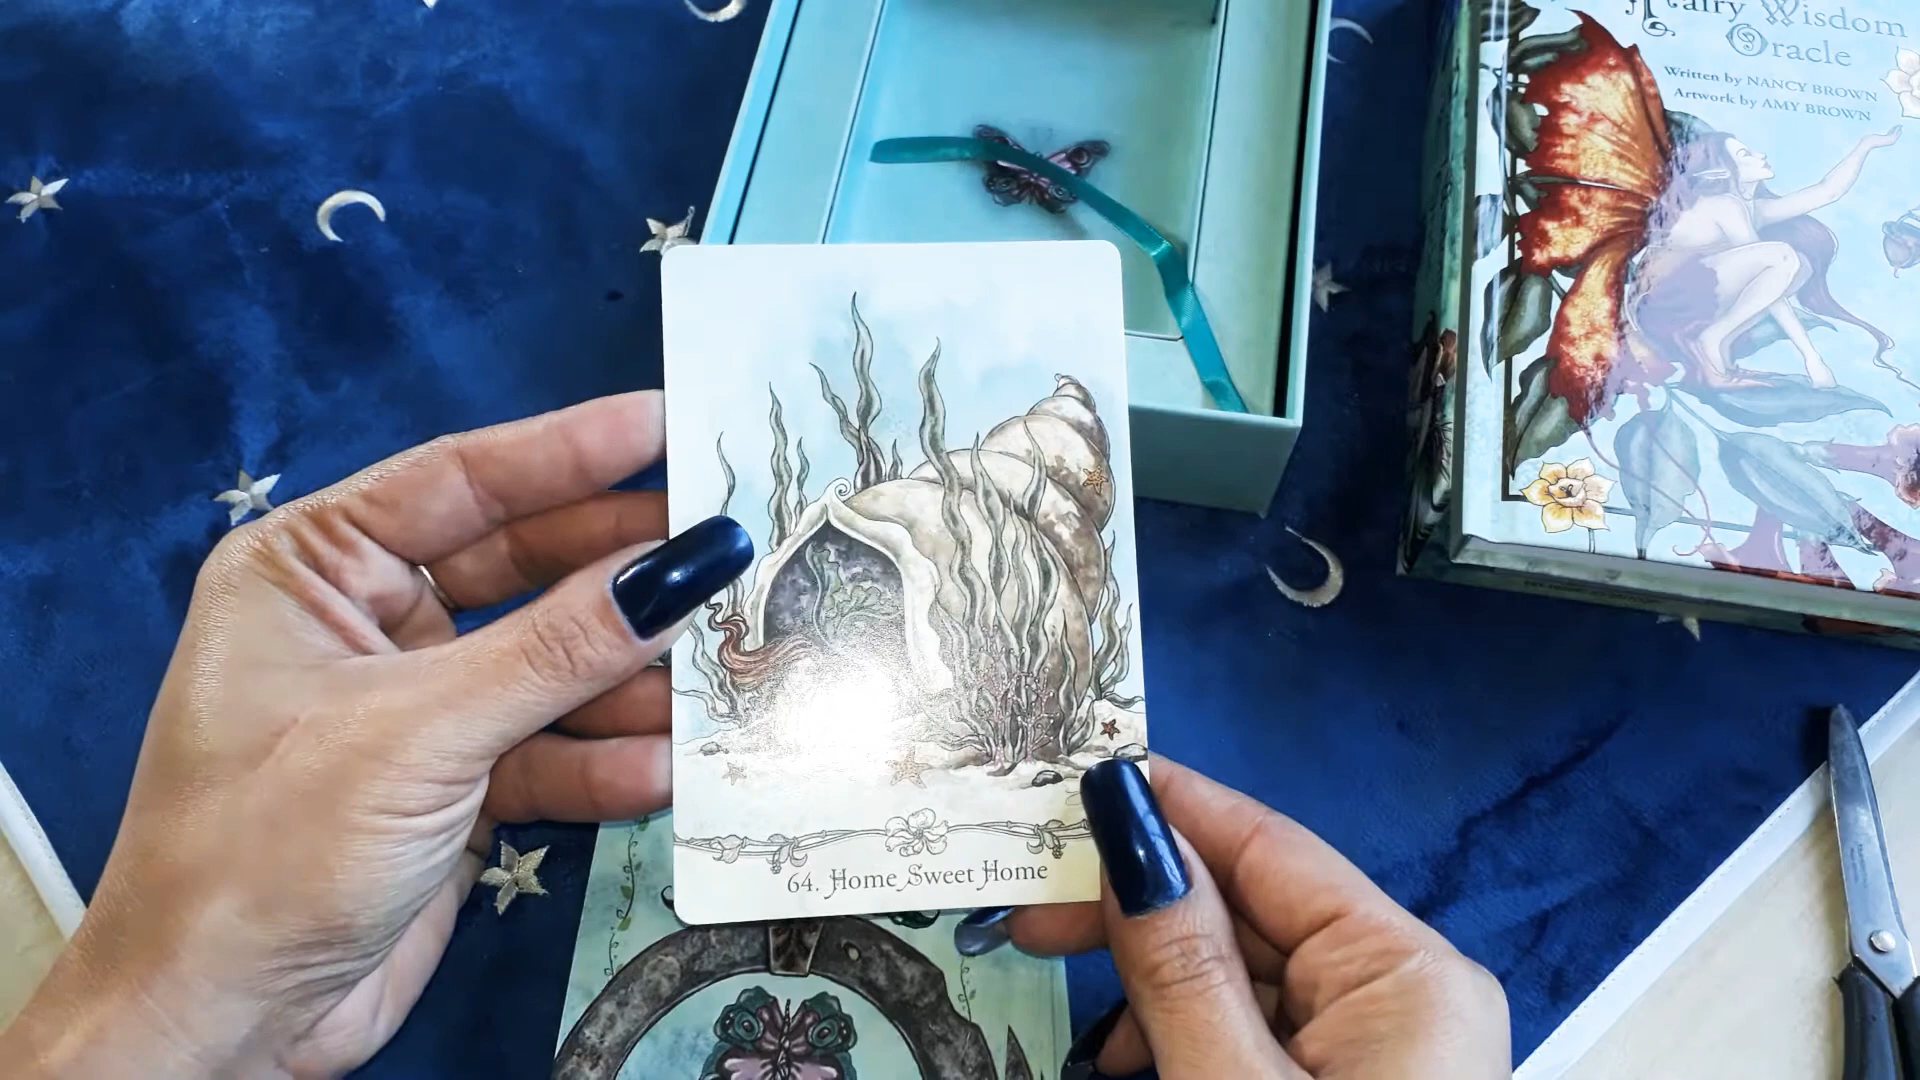 Fairy Wisdom
Oracle
Written by NANCY BROWN
Artwork by AMY BROWN
64. Home Sweet Home